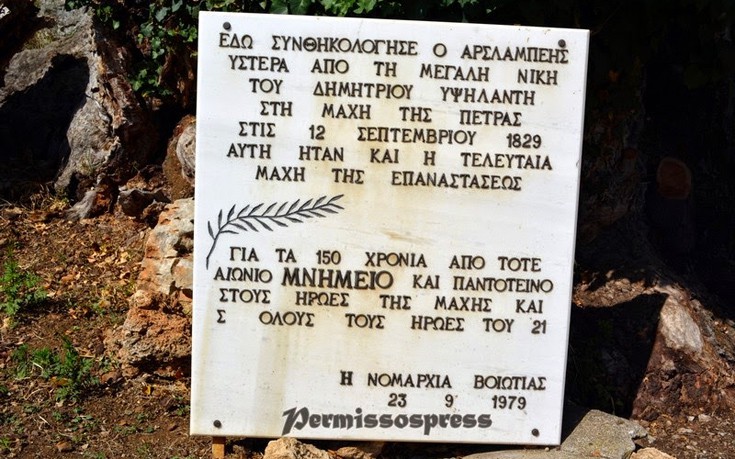 ΕΔΩ ΣΥΝΘΗΚΟΛΟΓΗΣΕ Ο ΑΡΣΛΑΜΠΕΗΣ
ΥΣΤΕΡΑ ΑΠΟ ΤΗ ΜΕΓΑΛΗ ΝΙΚΗ
ΤΟΥ ΔΗΜΗΤΡΙΟΥ ΥΨΗΛΑΝΤΗ
ΣΤΗ ΜΑΧΗ ΤΗΣ ΠΕΤΡΑΣ
ΣΤΙΣ 12 ΣΕΠΤΕΜΒΡΙΟΥ 1829
ΑΥΤΗ ΗΤΑΝ ΚΑΙ Η ΤΕΛΕΥΤΑΙΑ
ΜΑΧΗ ΤΗΣ ΕΠΑΝΑΣΤΑΣΕΩΣ
ΓΙΑ ΤΑ 150 ΧΡΟΝΙΑ ΑΠΟ ΤΟΤΕ
ΑΙΩΝΙΟ ΜΝΗΜΕΙΟ ΚΑΙ ΠΑΝΤΟΤΕΙΝΟ
ΣΤΟΥΣ ΗΡΩΕΣ ΤΗΣ ΜΑΧΗΣ ΚΑΙ
Σ ΟΛΟΥΣ ΤΟΥΣ ΗΡΩΕΣ ΤΟΥ 21
Η ΝΟΜΑΡΧΙΑ ΒΟΙΩΤΙΑΣ
23 9 1979
Permissospress